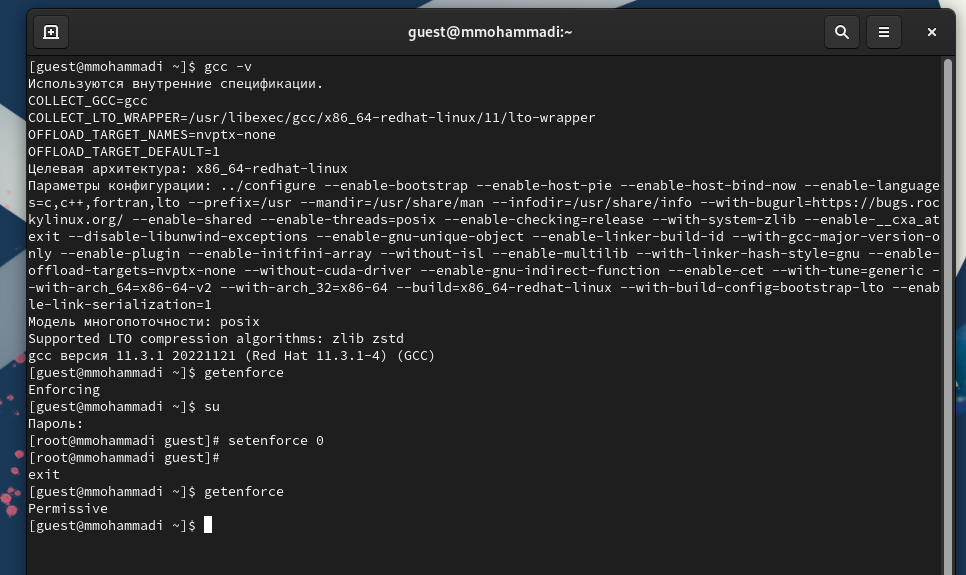 guest@mmohammadi:~
[guest@mmohammadi ~]$ gcc -v
Используются внутренние спецификации.
COLLECT_GCC=gcc
COLLECT_LTO_WRAPPER=/usr/libexec/gcc/x86_64-redhat-linux/11/lto-wrapper
OFFLOAD_TARGET_NAMES=nvptx-none
OFFLOAD_TARGET_DEFAULT=1
Целевая архитектура: x86_64-redhat-linux
Параметры конфигурации: ../configure --enable-bootstrap --enable-host-pie --enable-host-bind-now --enable-language
s=c,c++,fortran,lto --prefix=/usr --mandir=/usr/share/man --infodir=/usr/share/info --with-bugurl=https://bugs.roc
kylinux.org/ --enable-shared --enable-threads=posix --enable-checking=release --with-system-zlib --enable-__cxa_at
exit --disable-libunwind-exceptions --enable-gnu-unique-object --enable-linker-build-id --with-gcc-major-version-o
nly --enable-plugin --enable-initfini-array --without-isl --enable-multilib --with-linker-hash-style=gnu --enable-
offload-targets=nvptx-none --without-cuda-driver --enable-gnu-indirect-function --enable-cet --with-tune=generic -
-with-arch_64=x86-64-v2 --with-arch_32=x86-64 --build=x86_64-redhat-linux --with-build-config=bootstrap-lto --enab
le-link-serialization=1
Модель многопоточности: posix
Supported LTO compression algorithms: zlib zstd
gcc версия 11.3.1 20221121 (Red Hat 11.3.1-4) (GCC)
[guest@mmohammadi ~]$ getenforce
Enforcing
[guest@mmohammadi ~]$ su
Пароль:
[root@mmohammadi guest]# setenforce 0
[root@mmohammadi guest]#
exit
[guest@mmohammadi ~]$ getenforce
Permissive
[guest@mmohammadi ~]$